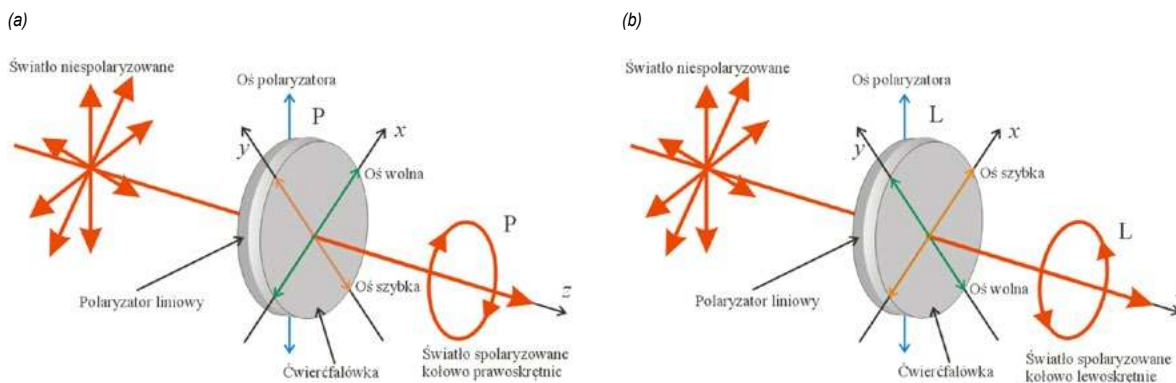 (a)
Światło niespolaryzowane
Oś polaryzatora
P
x
y
Oś wolna
P
Oś szybka
z
Polaryzator liniowy
Ćwierćfalówka
Światło spolaryzowane
kołowo prawoskrętnie
(b)
Światło niespolaryzowane
Oś polaryzatora
L
x
y
Oś szybka
L
Oś wolna
Polaryzator liniowy
Ćwierćfalówka
Światło spolaryzowane
kołowo lewoskrętnie